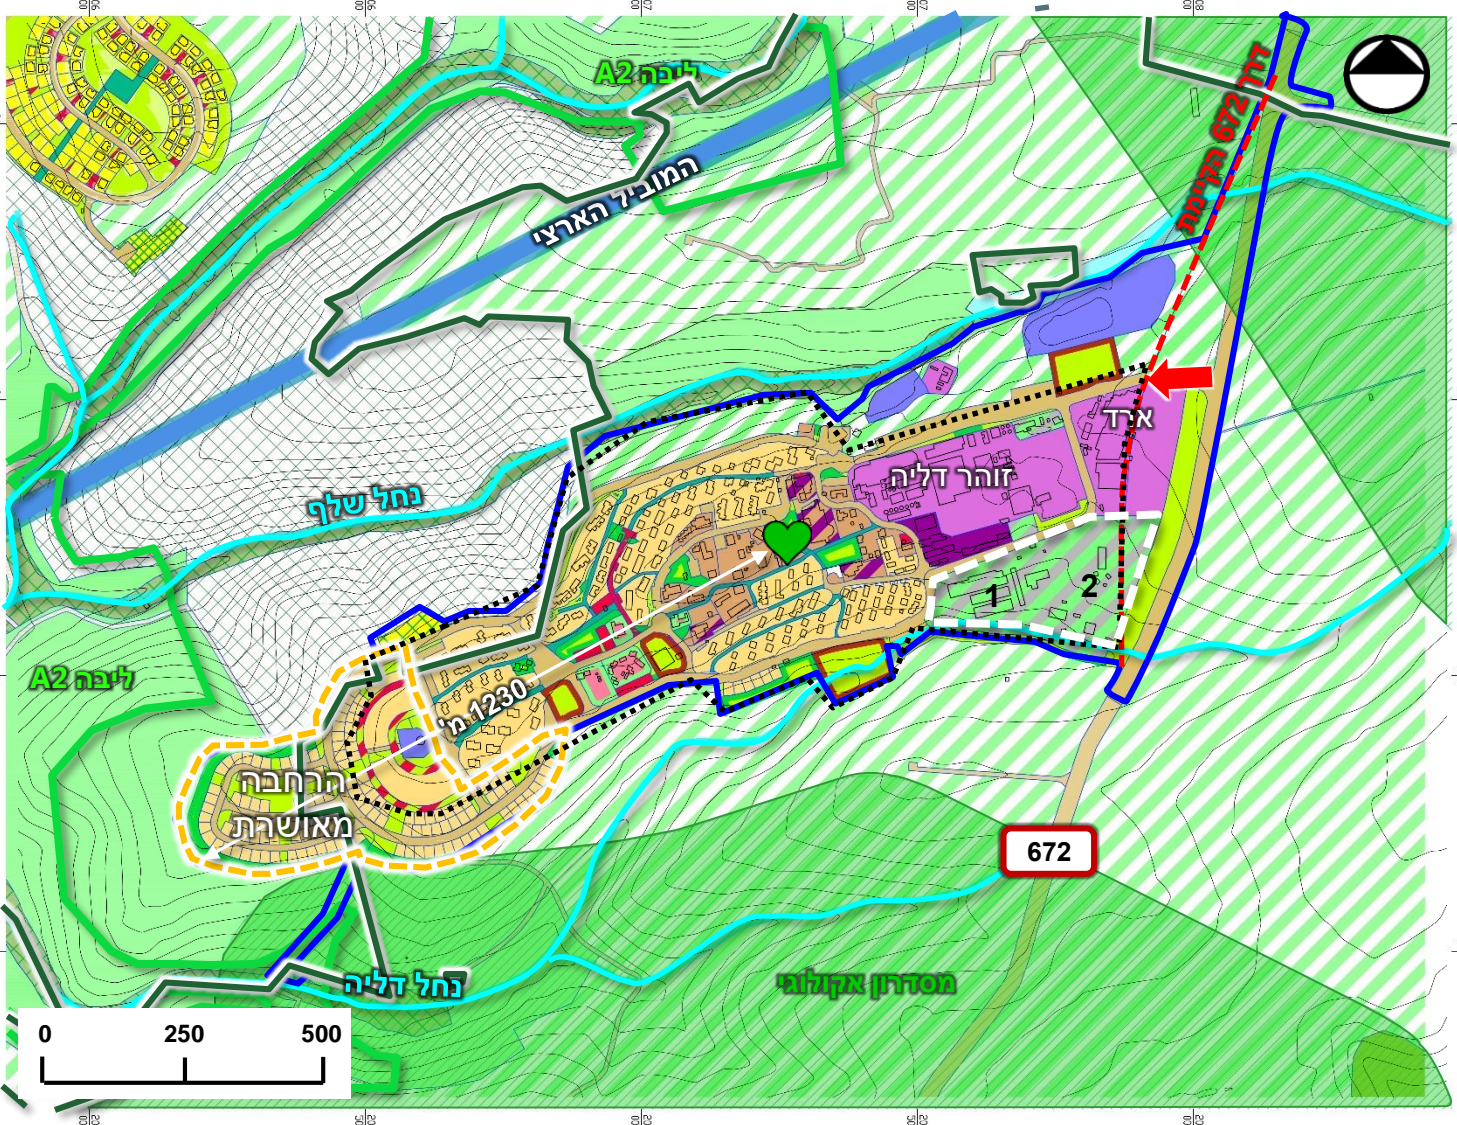 ליבה A2
דרך 672 הקיימת
המוביל הארצי
ארד
זוהר דליה
נחל שלף
1
2
ליבה A2
1230 מ'
הרחבה
מאושרת
672
נחל דליה
מסדרון אקולוגי
0 250 500